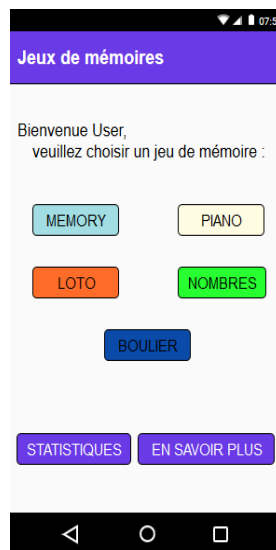 07:5
Jeux de mémoires
Bienvenue User,
veuillez choisir un jeu de mémoire :
MEMORY
PIANO
LOTO
NOMBRES
BOULIER
STATISTIQUES
EN SAVOIR PLUS